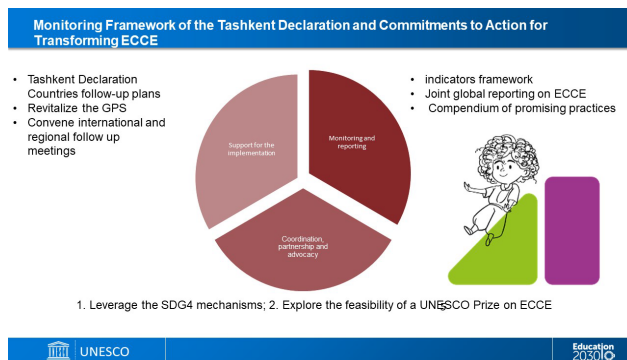 Monitoring Framework of the Tashkent Declaration and Commitments to Action for
Transforming ECCE
• Tashkent Declaration
Countries follow-up plans
• Revitalize the GPS
• Convene international and
regional follow up
meetings
Support for the
implementation
Monitoring and
reporting
Coordination,
partnership and
advocacy
• indicators framework
• Joint global reporting on ECCE
• Compendium of promising practices
1. Leverage the SDG4 mechanisms; 2. Explore the feasibility of a UNESCO Prize on ECCE
5
UNESCO
Education
2030